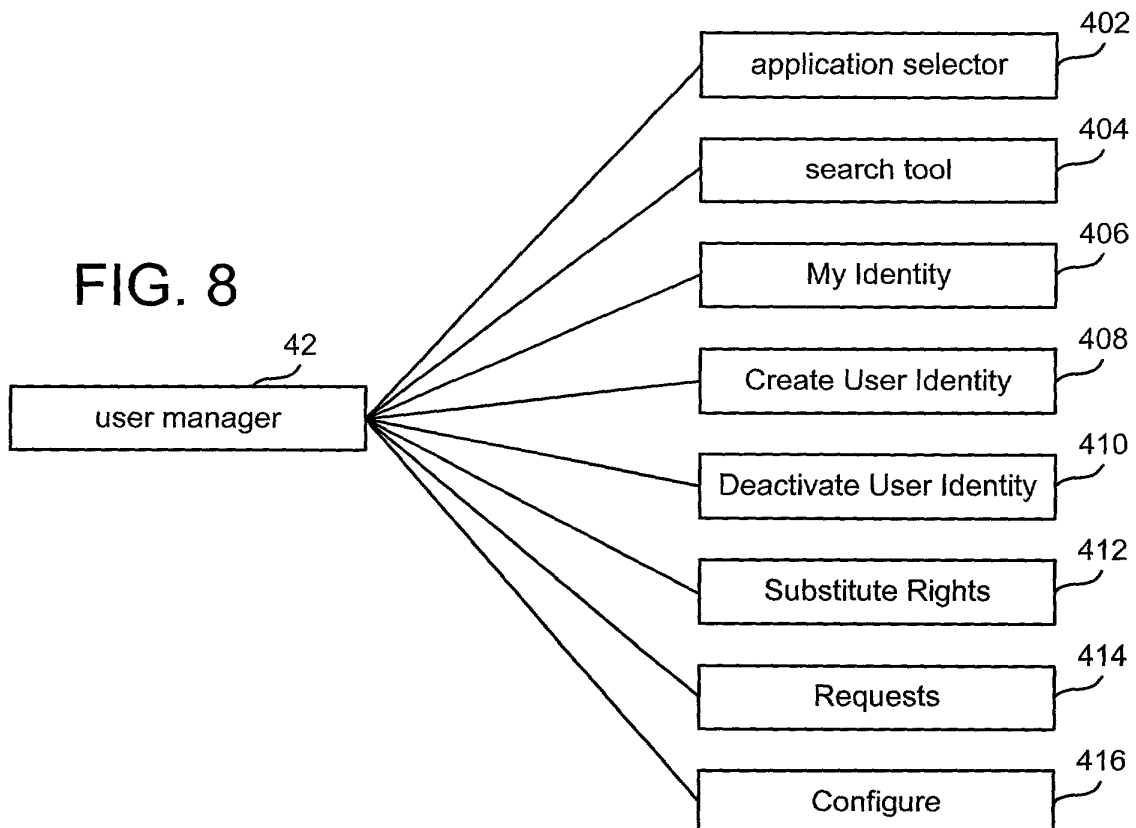 402
application selector
404
search tool
406
My Identity
FIG. 8
408
42
Create User Identity
user manager
410
Deactivate User Identity
412
Substitute Rights
414
Requests
416
Configure